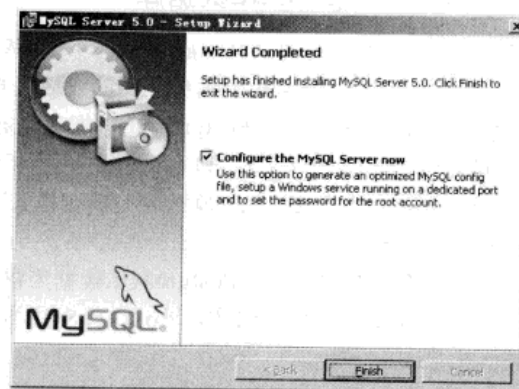 MySQL Server 5.0 - Setup Wizard
Wizard Completed
Setup has finished installing MySQL Server 5.0. Click Finish to
exit the wizard.
Configure the MySQL Server now
Use this option to generate an optimized MySQL config
file, setup a Windows service running on a dedicated port
and to set the password for the root account.
MySQL
< Back
Finish
Cancel